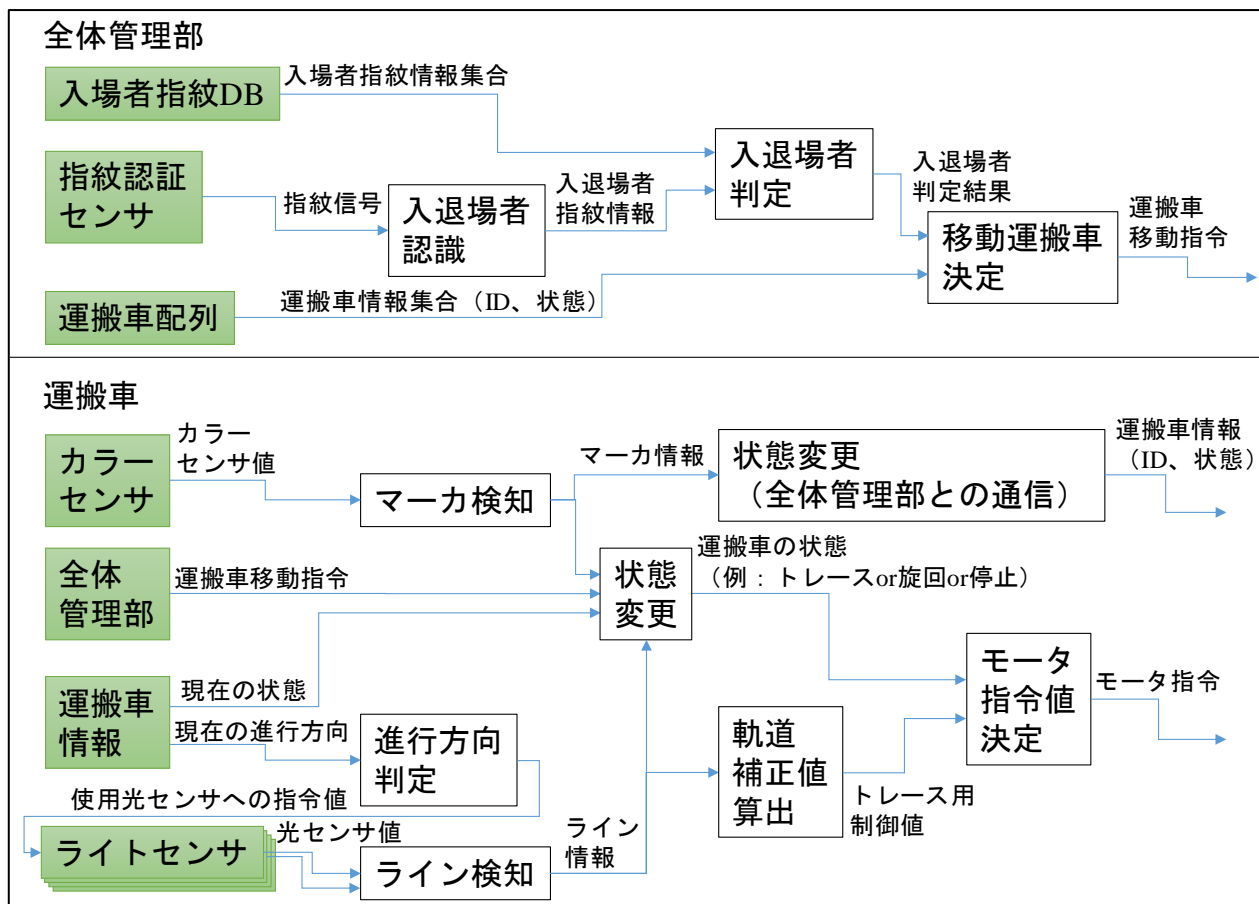 全体管理部
入場者指紋DB
入場者指紋情報集合
指紋認証
センサ
指紋信号
入退場者
認識
入退場者
指紋情報
入退場者
判定
入退場者
判定結果
移動運搬車
決定
運搬車
移動指令
運搬車配列
運搬車情報集合（ID、状態）
運搬車
カラー
センサ
カラー
センサ値
マーカ検知
マーカ情報
状態変更
（全体管理部との通信）
運搬車情報
（ID、状態）
全体
管理部
運搬車移動指令
状態
変更
運搬車の状態
（例：トレースor旋回or停止）
運搬車
情報
現在の状態
現在の進行方向
進行方向
判定
モータ
指令値
決定
モータ指令
軌道
補正値
算出
トレース用
制御値
使用光センサへの指令値
ライトセンサ
光センサ値
ライン検知
ライン
情報